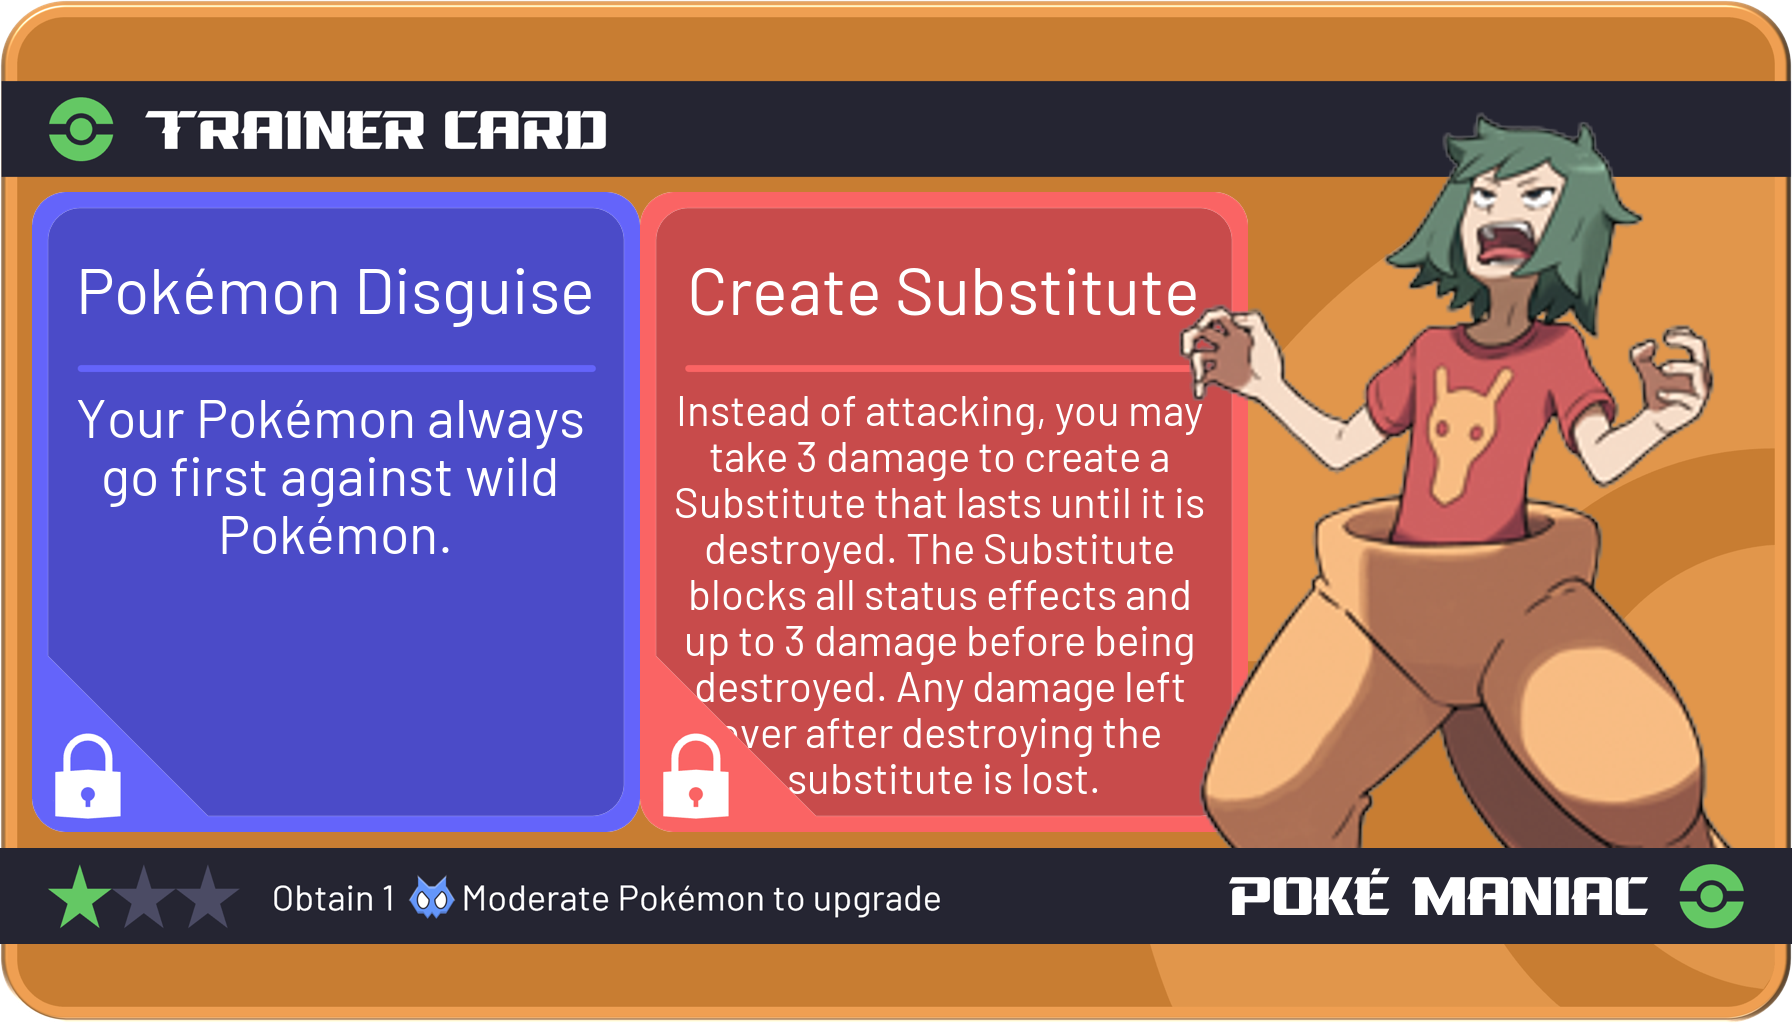 TRAINER CARD
Pokémon Disguise
Your Pokémon always
go first against wild
Pokémon.
Create Substitute
Instead of attacking, you may
take 3 damage to create a
Substitute that lasts until it is
destroyed. The Substitute
blocks all status effects and
up to 3 damage before being
destroyed. Any damage left
over after destroying the
substitute is lost.
Obtain 1 Moderate Pokémon to upgrade
POKÉ MANIAC